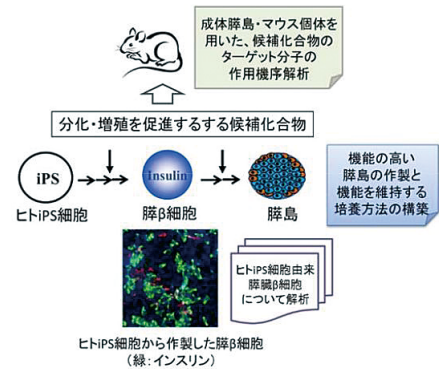 成体膵島・マウス個体を
用いた、候補化合物の
ターゲット分子の
作用機序解析
分化・増殖を促進するする候補化合物
iPS
Insulin
ヒトiPS細胞
膵β細胞
膵島
機能の高い
膵島の作製と
機能を維持する
培養方法の構築
ヒトiPS細胞由来
膵臓β細胞
について解析
ヒトiPS細胞から作製した膵β細胞
（緑：インスリン）